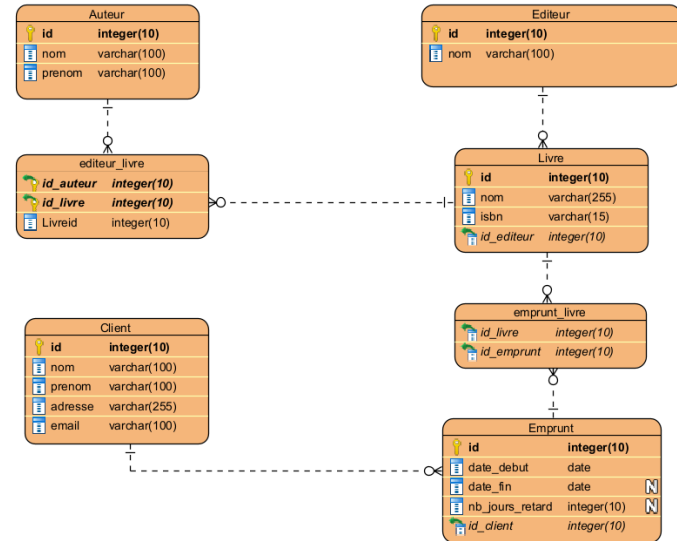 Auteur
id integer(10)
nom varchar(100)
prenom varchar(100)
Editeur
id integer(10)
nom varchar(100)
editeur_livre
id_auteur integer(10)
id_livre integer(10)
Livreid integer(10)
Livre
id integer(10)
nom varchar(255)
isbn varchar(15)
id_editeur integer(10)
emprunt_livre
id_livre integer(10)
id_emprunt integer(10)
Client
id integer(10)
nom varchar(100)
prenom varchar(100)
adresse varchar(255)
email varchar(100)
Emprunt
id integer(10)
date_debut date
date_fin date N
nb_jours_retard integer(10) N
id_client integer(10)